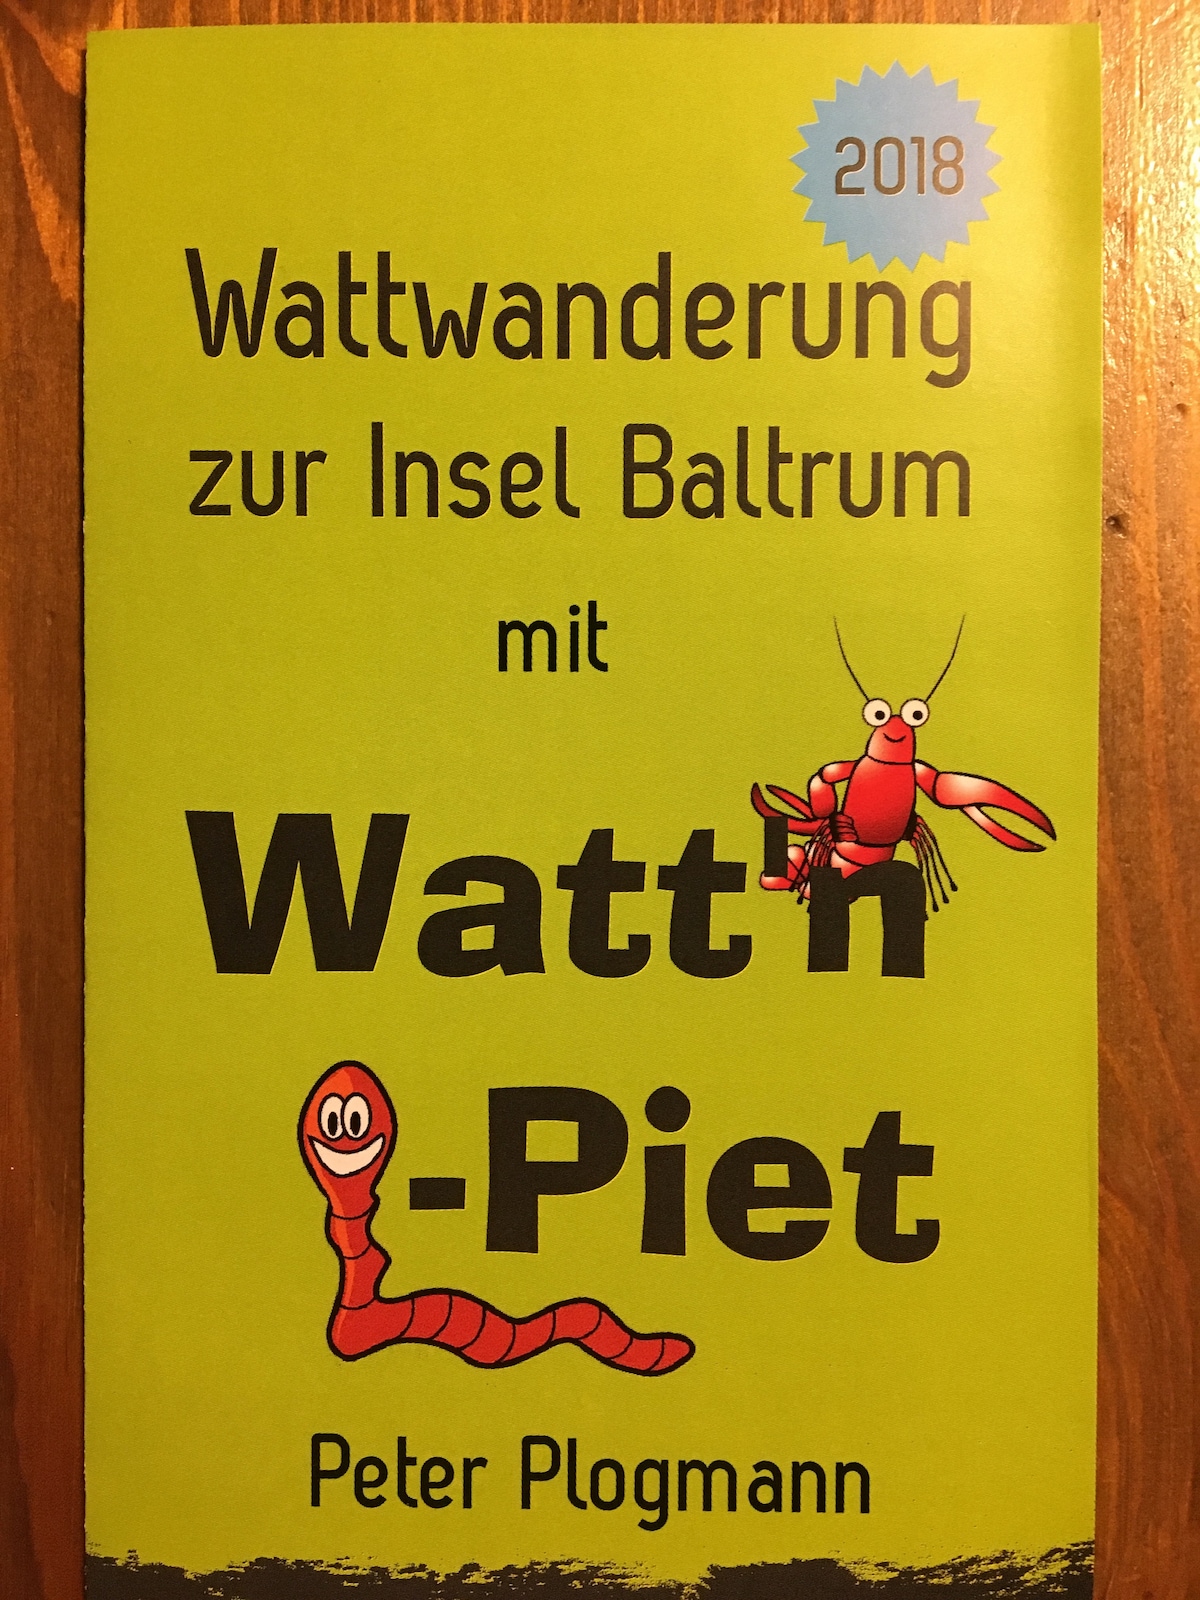 2018
Wattwanderung
zur Insel Baltrum
mit
Watt'n
-Piet
Peter Plogmann